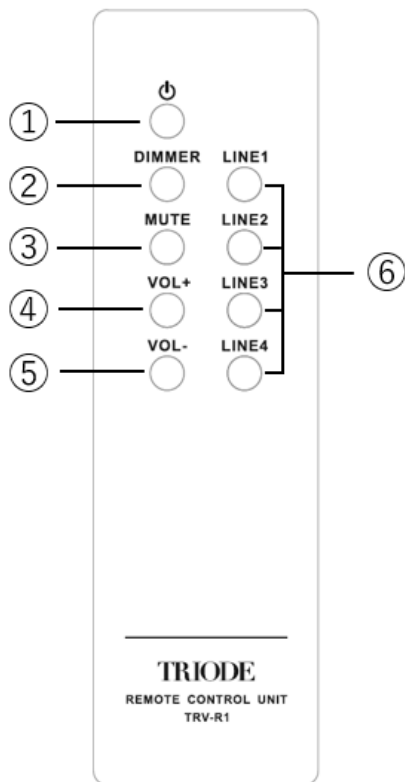 ①
② DIMMER LINE1
③ MUTE LINE2
④ VOL+ LINE3 ⑥
⑤ VOL- LINE4
TRIODE
REMOTE CONTROL UNIT
TRV-R1